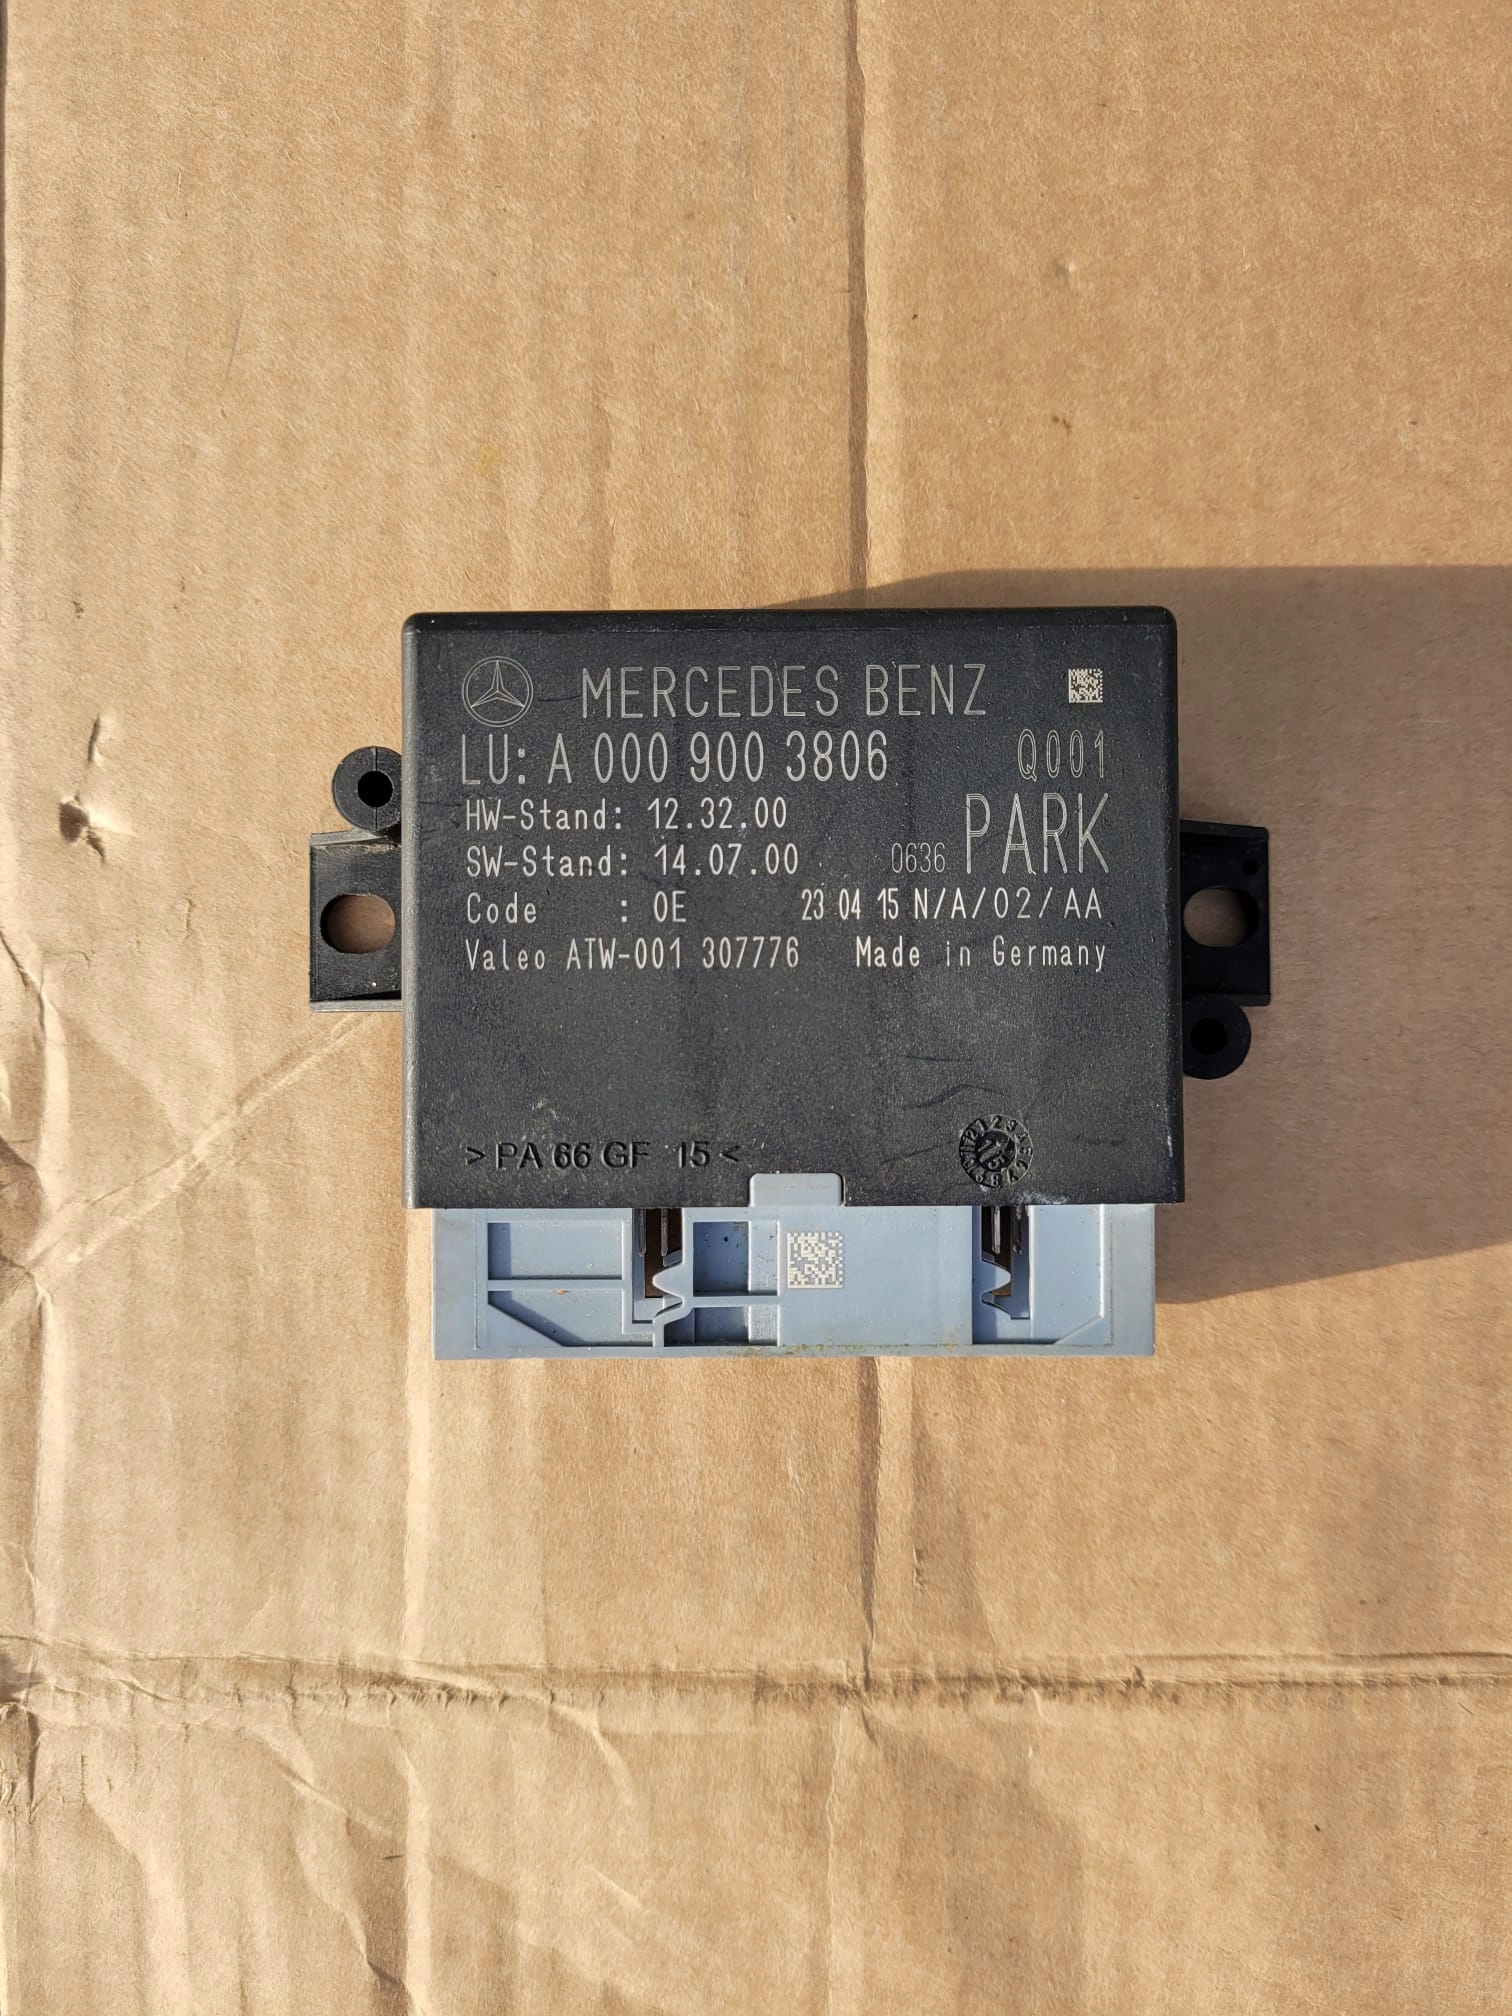 MERCEDES BENZ
LU: A 000 900 3806 Q001
HW-Stand: 12.32.00
PARK
SW-Stand: 14.07.00 0636
Code : 0E 23 04 15 N/A/02/AA
Valeo ATW-001 307776 Made in Germany
>PA 66 GF 15<